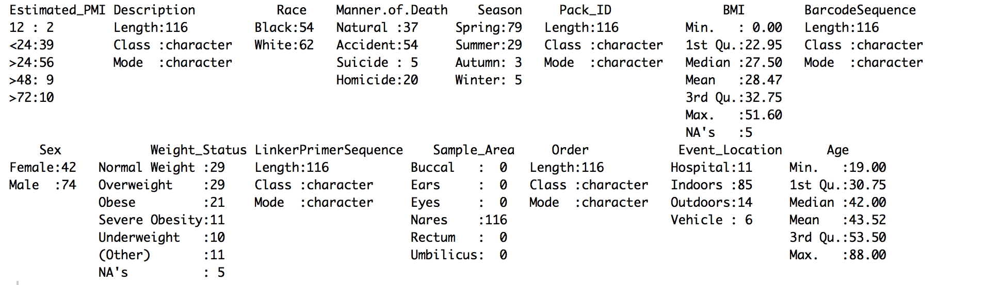 Estimated_PMI Description           Race    Manner.of.Death    Season     Pack_ID               BMI        BarcodeSequence
12 : 2        Length:116         Black:54   Natural :37     Spring:79   Length:116         Min.   : 0.00   Length:116
<24:39        Class :character   White:62   Accident:54     Summer:29   Class :character   1st Qu.:22.95   Class :character
>24:56        Mode  :character              Suicide : 5     Autumn: 3   Mode  :character   Median :27.50   Mode  :character
>48: 9                                      Homicide:20     Winter: 5                      Mean   :28.47
>72:10                                                                                     3rd Qu.:32.75
                                                                                           Max.   :51.60
                                                                                           NA's   :5
    Sex            Weight_Status LinkerPrimerSequence    Sample_Area     Order            Event_Location      Age
Female:42   Normal Weight :29    Length:116           Buccal   :  0   Length:116         Hospital:11     Min.   :19.00
Male  :74   Overweight    :29    Class :character     Ears     :  0   Class :character   Indoors :85     1st Qu.:30.75
            Obese         :21    Mode  :character     Eyes     :  0   Mode  :character   Outdoors:14     Median :42.00
            Severe Obesity:11                         Nares    :116                      Vehicle : 6     Mean   :43.52
            Underweight   :10                         Rectum   :  0                                      3rd Qu.:53.50
            (Other)       :11                         Umbilicus:  0                                      Max.   :88.00
            NA's          : 5